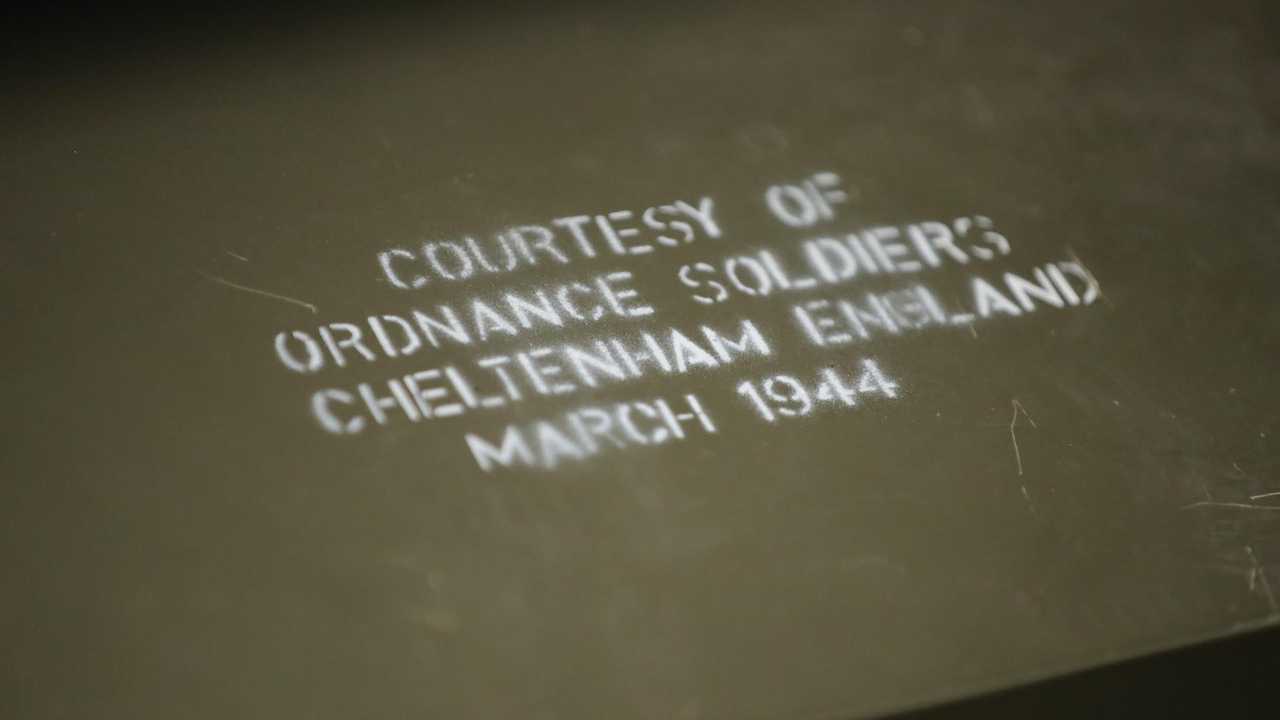 COURTESY OF
ORDNANCE SOLDIERS
CHELTENHAM ENGLAND
MARCH 1944